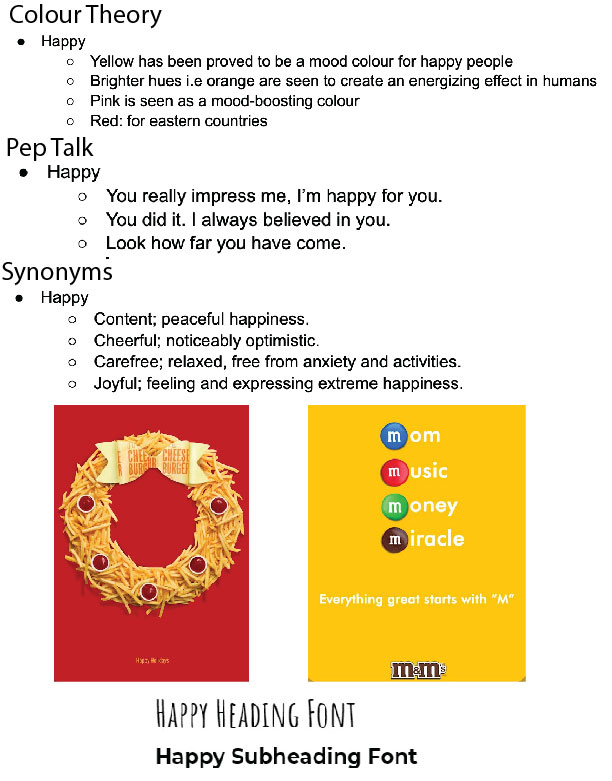 Colour Theory
● Happy
○ Yellow has been proved to be a mood colour for happy people
○ Brighter hues i.e orange are seen to create an energizing effect in humans
○ Pink is seen as a mood-boosting colour
○ Red: for eastern countries
Pep Talk
● Happy
○ You really impress me, I’m happy for you.
○ You did it. I always believed in you.
○ Look how far you have come.
Synonyms
● Happy
○ Content; peaceful happiness.
○ Cheerful; noticeably optimistic.
○ Carefree; relaxed, free from anxiety and activities.
○ Joyful; feeling and expressing extreme happiness.
CHEESE BURGER
CHEESE BURGER
Happy Holidays
mom
music
money
miracle
Everything great starts with “M”
m&m's
Happy Heading Font
Happy Subheading Font